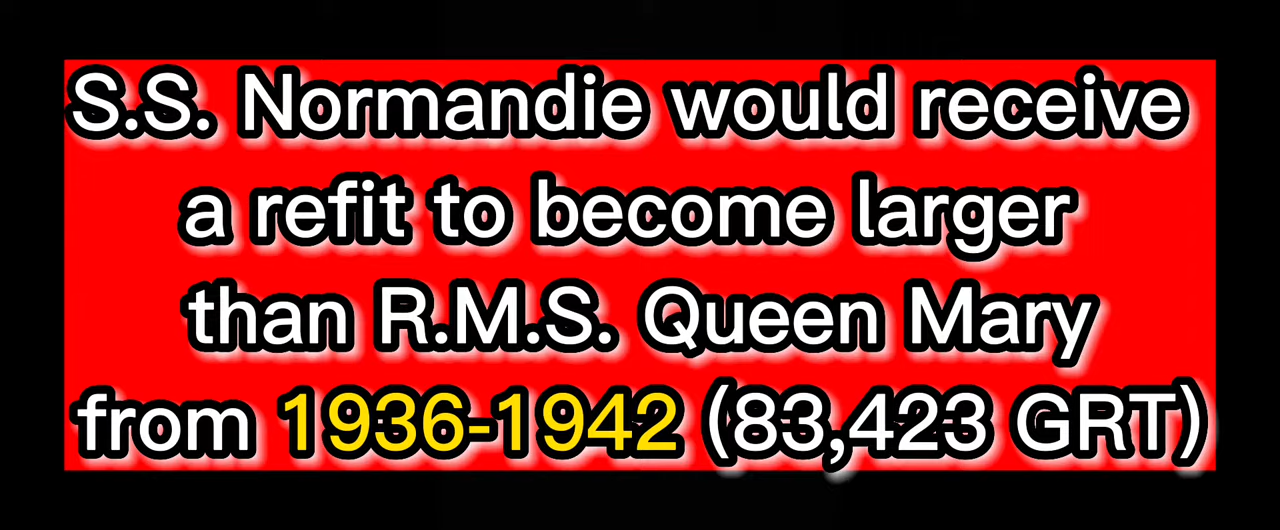 S.S. Normandie would receive
a refit to become larger
than R.M.S. Queen Mary
from 1936-1942 (83,423 GRT)